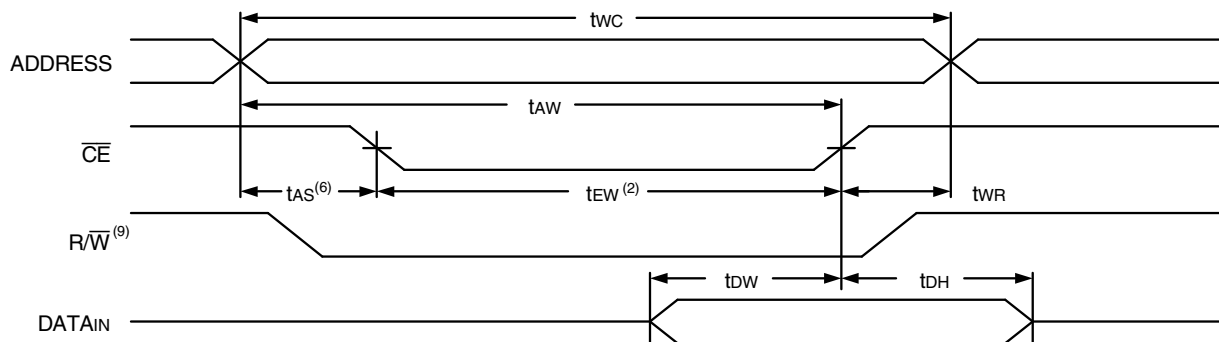 tWC
ADDRESS
tAW
CE
tAS(6)
tEW (2)
tWR
R/W (9)
tDW
tDH
DATAIN